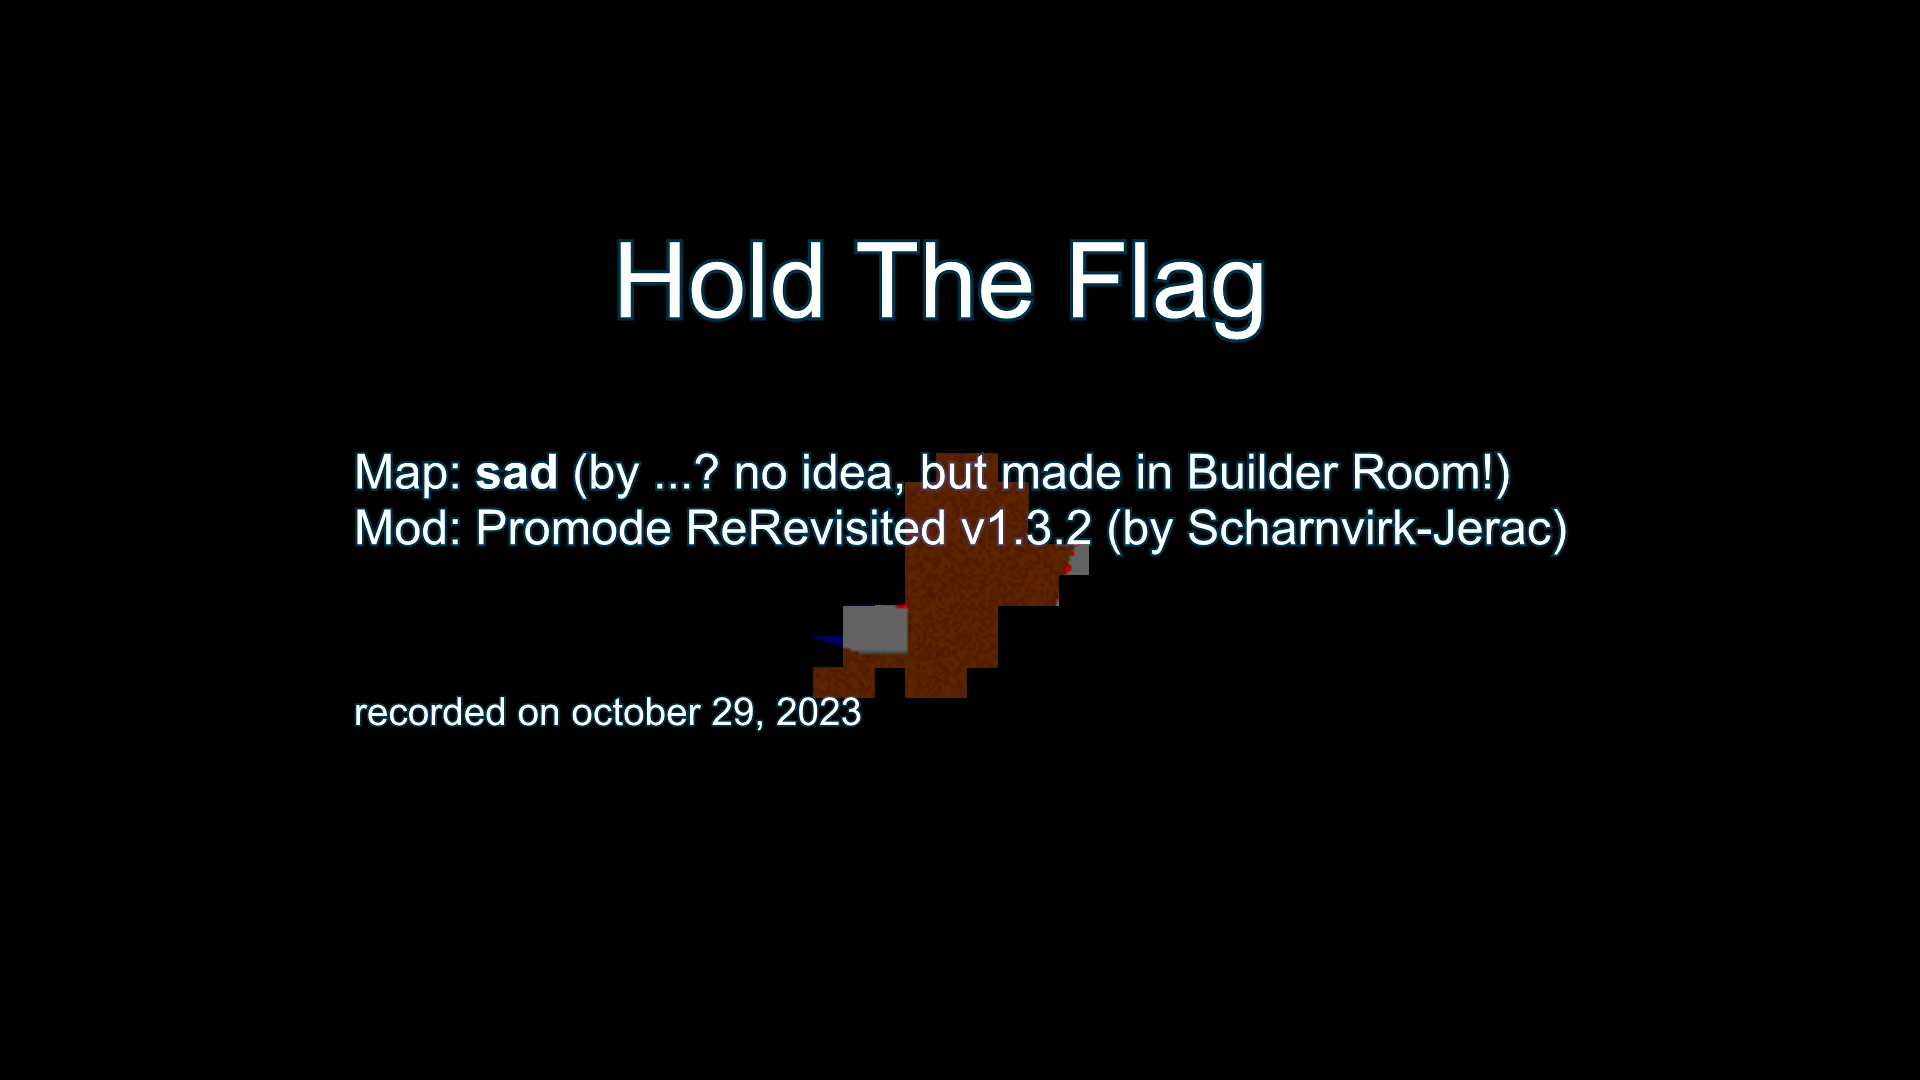 Hold The Flag
Map: sad (by ...? no idea, but made in Builder Room!)
Mod: Promode ReRevisited v1.3.2 (by Scharnvirk-Jerac)
recorded on october 29, 2023